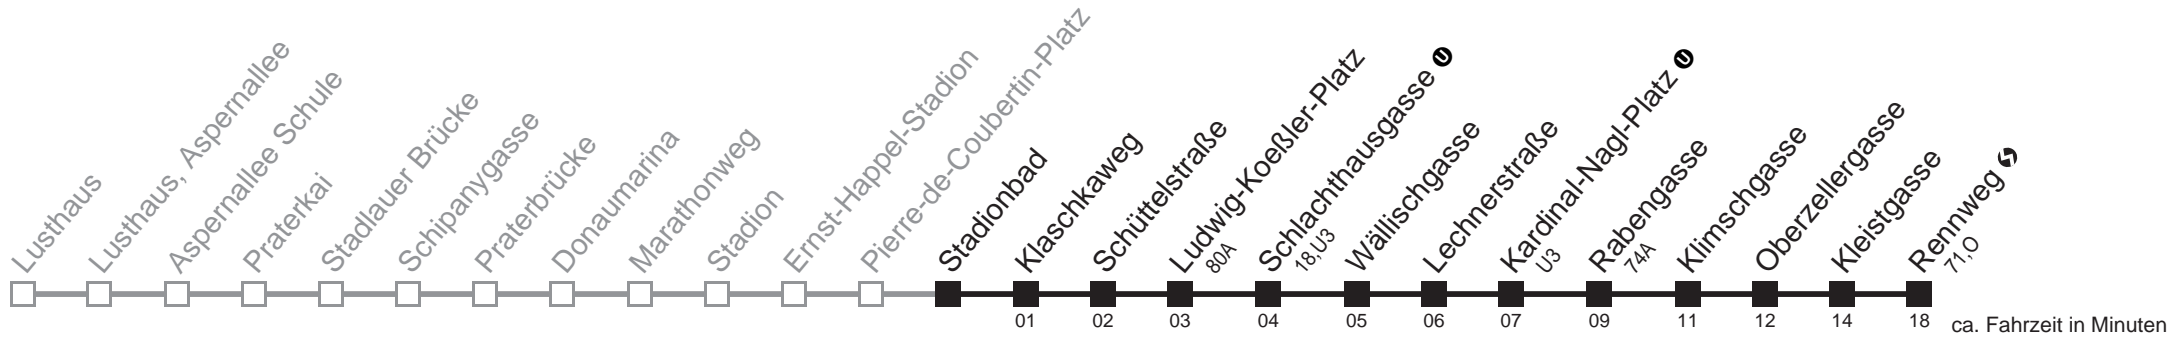 Lusthaus
Lusthaus, Aspernallee
Aspernallee Schule
Praterkai
Stadlauer Brücke
Schipanygasse
Praterbrücke
Donaumarina
Marathonweg
Stadion
Ernst-Happel-Stadion
Pierre-de-Coubertin-Platz
Stadionbad
Klaschkaweg
Schüttelstraße
Ludwig-Koeßler-Platz
80A
Schlachthausgasse U
18,U3
Wällischgasse
Lechnerstraße
Kardinal-Nagl-Platz U
U3
Rabengasse
74A
Klimschgasse
Oberzellergasse
Kleistgasse
Rennweg
71,O
01 02 03 04 05 06 07 09 11 12 14 18 ca. Fahrzeit in Minuten